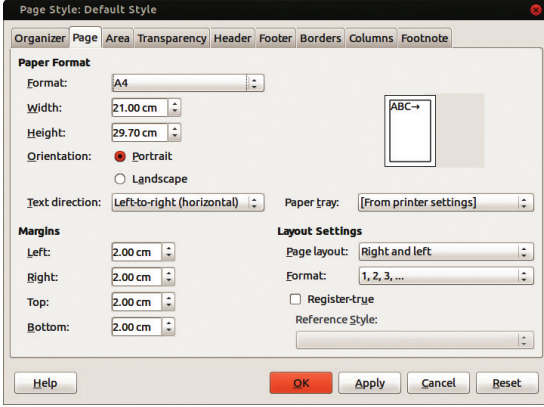 Page Style: Default Style
Organizer Page Area Transparency Header Footer Borders Columns Footnote
Paper Format
Format: A4
Width: 21.00 cm
Height: 29.70 cm
Orientation: Portrait
Landscape
ABC→
Text direction: Left-to-right (horizontal) Paper tray: [From printer settings]
Margins Layout Settings
Left: 2.00 cm Page layout: Right and left
Right: 2.00 cm Format: 1, 2, 3, ...
Top: 2.00 cm Register-true
Bottom: 2.00 cm Reference Style:
Help OK Apply Cancel Reset